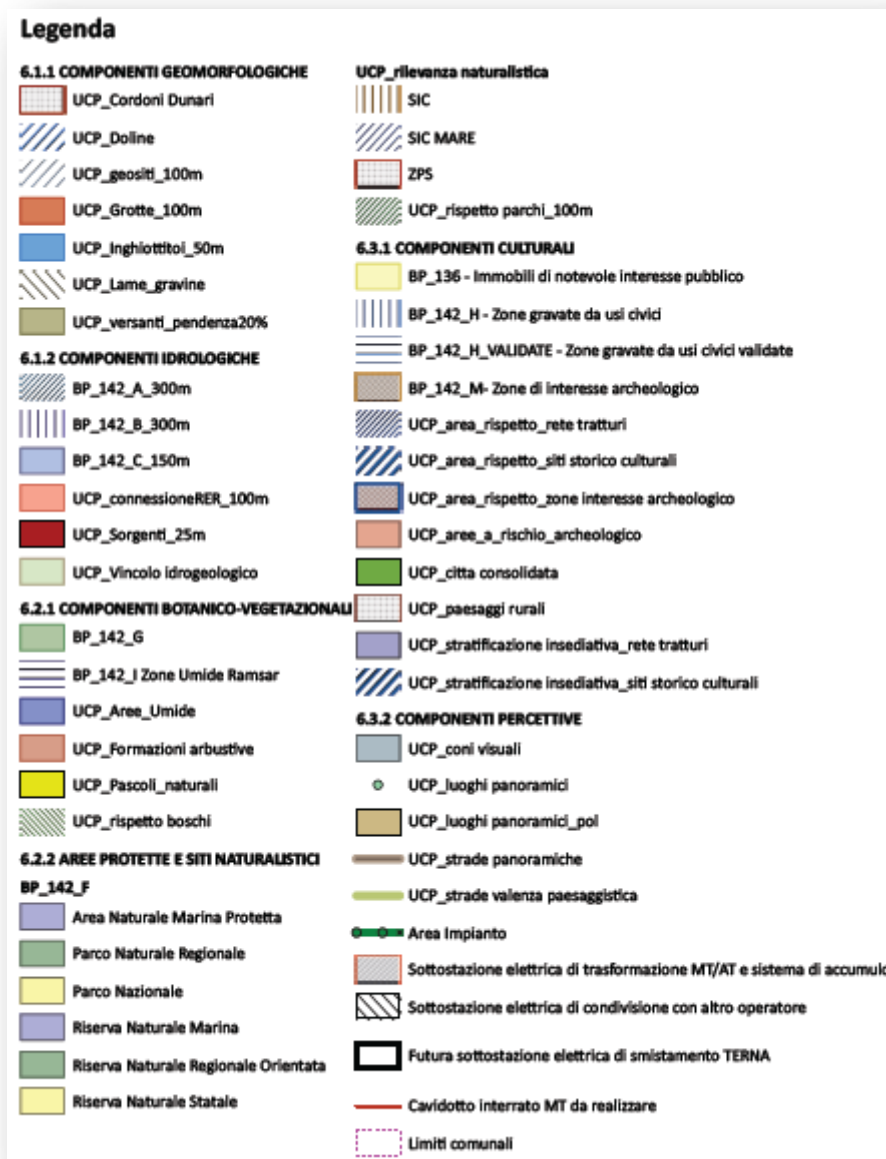 Legenda
6.1.1 COMPONENTI GEOMORFOLOGICHE
UCP_Cordoni Dunari
UCP_Doline
UCP_geositi_100m
UCP_Grotte_100m
UCP_Inghiottitoi_50m
UCP_Lame_gravine
UCP_versanti_pendenza20%
6.1.2 COMPONENTI IDROLOGICHE
BP_142_A_300m
BP_142_B_300m
BP_142_C_150m
UCP_connessioneRER_100m
UCP_Sorgenti_25m
UCP_Vincolo idrogeologico
6.2.1 COMPONENTI BOTANICO-VEGETAZIONALI
BP_142_G
BP_142_I Zone Umide Ramsar
UCP_Aree_Umide
UCP_Formazioni arbustive
UCP_Pascoli_naturali
UCP_rispetto boschi
6.2.2 AREE PROTETTE E SITI NATURALISTICI
BP_142_F
Area Naturale Marina Protetta
Parco Naturale Regionale
Parco Nazionale
Riserva Naturale Marina
Riserva Naturale Regionale Orientata
Riserva Naturale Statale
UCP_rilevanza naturalistica
SIC
SIC MARE
ZPS
UCP_rispetto parchi_100m
6.3.1 COMPONENTI CULTURALI
BP_136 - Immobili di notevole interesse pubblico
BP_142_H - Zone gravate da usi civici
BP_142_H_VALIDATE - Zone gravate da usi civici validate
BP_142_M- Zone di interesse archeologico
UCP_area_rispetto_rete tratturi
UCP_area_rispetto_siti storico culturali
UCP_area_rispetto_zone interesse archeologico
UCP_aree_a_rischio_archeologico
UCP_citta consolidata
UCP_paesaggi rurali
UCP_stratificazione insediativa_rete tratturi
UCP_stratificazione insediativa_siti storico culturali
6.3.2 COMPONENTI PERCETTIVE
UCP_coni visuali
UCP_luoghi panoramici
UCP_luoghi panoramici_pol
UCP_strade panoramiche
UCP_strade valenza paesaggistica
Area Impianto
Sottostazione elettrica di trasformazione MT/AT e sistema di accumulo
Sottostazione elettrica di condivisione con altro operatore
Futura sottostazione elettrica di smistamento TERNA
Cavidotto interrato MT da realizzare
Limiti comunali